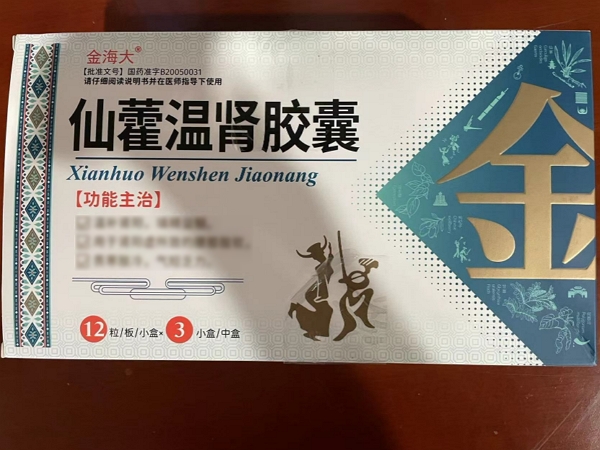 金海大®
【批准文号】国药准字B20050031
请仔细阅读说明书并在医师指导下使用
仙藿温肾胶囊
Xianhuo Wenshen Jiaonang
【功能主治】
12粒/板/小盒×3小盒/中盒
金